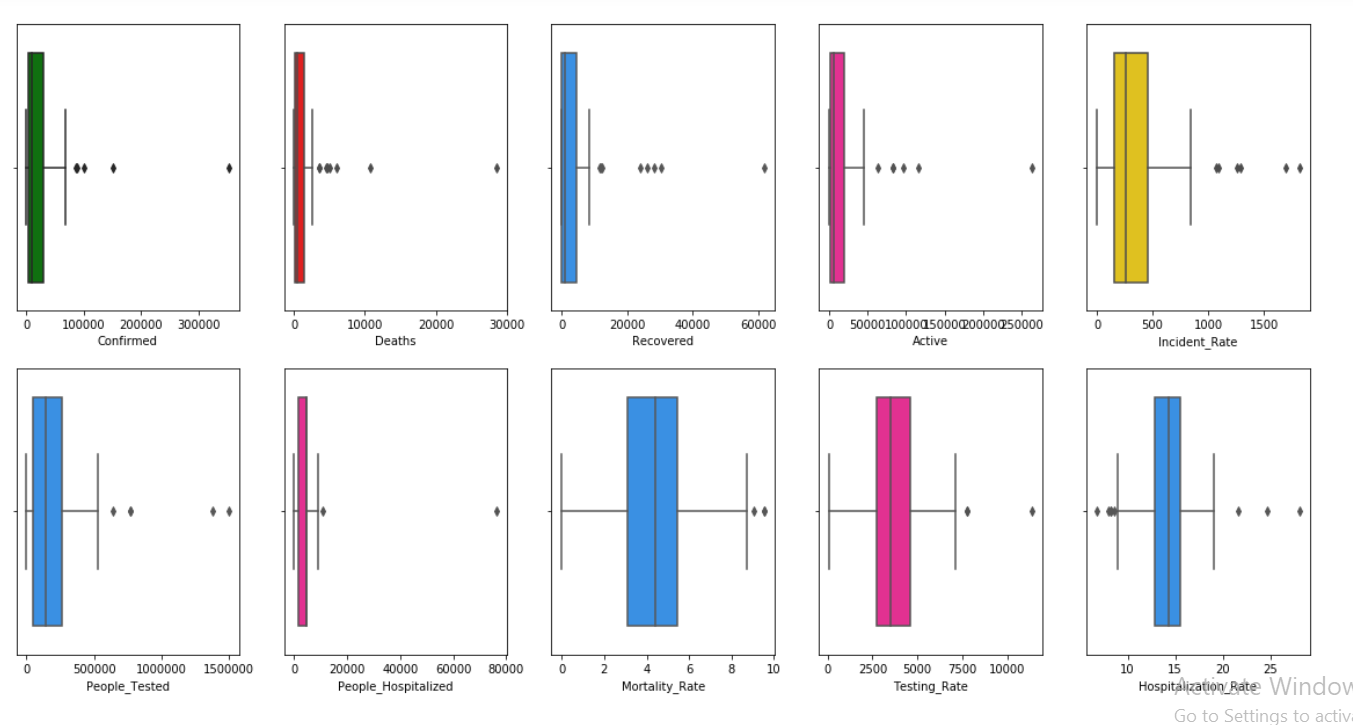 0 100000 200000 300000
Confirmed
0 10000 20000 30000
Deaths
0 20000 40000 60000
Recovered
0 50000 100000 150000 200000 250000
Active
0 500 1000 1500
Incident_Rate
0 500000 1000000 1500000
People_Tested
0 20000 40000 60000 80000
People_Hospitalized
0 2 4 6 8 10
Mortality_Rate
0 2500 5000 7500 10000
Testing_Rate
10 15 20 25
Hospitalization_Rate
Activate Window
Go to Settings to activa